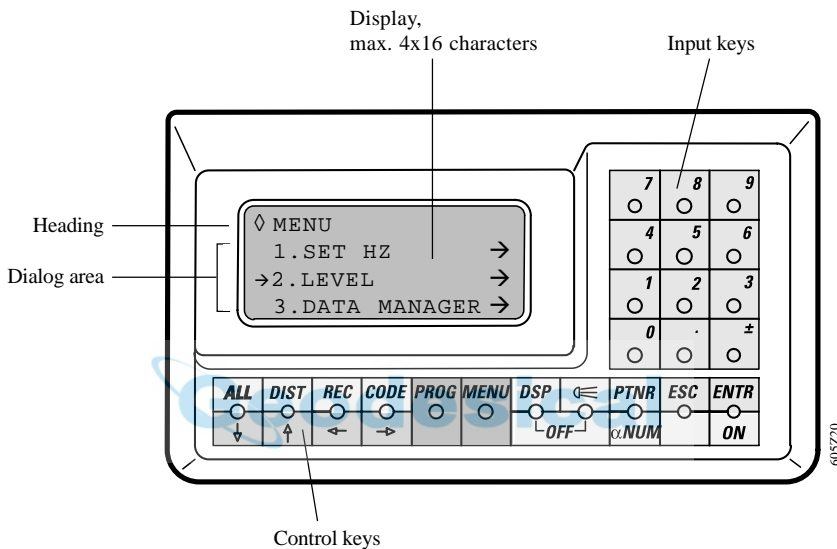 Display,
max. 4x16 characters
Input keys
Heading
Dialog area
◊ MENU
1.SET HZ →
→2.LEVEL →
3.DATA MANAGER →
7 8 9
4 5 6
1 2 3
0 . ±
ALL DIST REC CODE PROG MENU DSP PTNR ESC ENTR
↓ ↑ ← → OFF αNUM ON
Geodesical
605Z20
Control keys